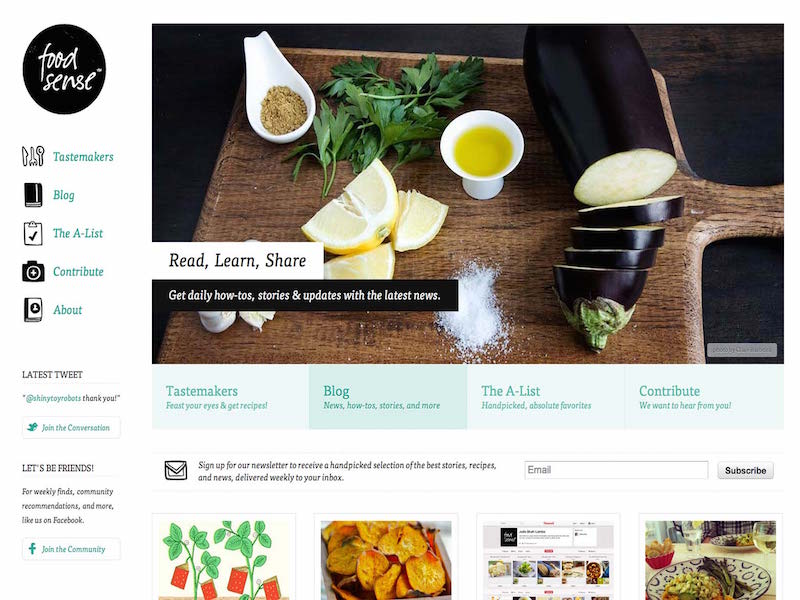 food
sense
Tastemakers
Blog
The A-List
Contribute
About
LATEST TWEET
"@shinytoyrobots thank you!"
Join the Conversation
LET'S BE FRIENDS!
For weekly finds, community
recommendations, and more,
like us on Facebook.
Join the Community
Read, Learn, Share
Get daily how-tos, stories & updates with the latest news.
photo by
Tastemakers
Feast your eyes & get recipes!
Blog
News, how-tos, stories, and more
The A-List
Handpicked, absolute favorites
Contribute
We want to hear from you!
Sign up for our newsletter to receive a handpicked selection of the best stories, recipes,
and news, delivered weekly to your inbox.
Email
Subscribe
food
sense